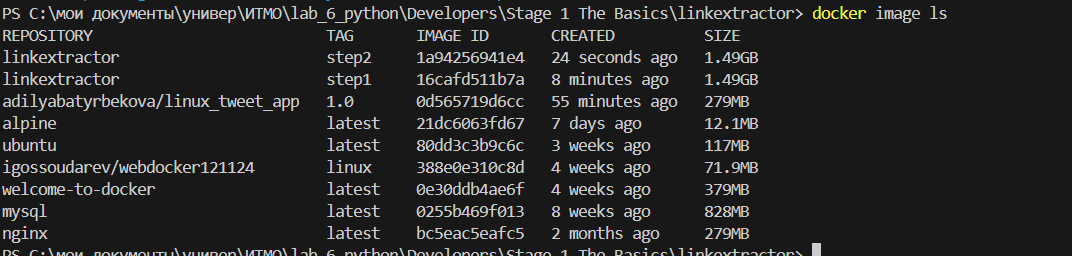 PS C:\мои документы\универ\ИТМО\lab_6_python\Developers\Stage 1 The Basics\linkextractor> docker image ls
REPOSITORY TAG IMAGE ID CREATED SIZE
linkextractor step2 1a94256941e4 24 seconds ago 1.49GB
linkextractor step1 16cafd511b7a 8 minutes ago 1.49GB
adilyabatyrbekova/linux_tweet_app 1.0 0d565719d6cc 55 minutes ago 279MB
alpine latest 21dc6063fd67 7 days ago 12.1MB
ubuntu latest 80dd3c3b9c6c 3 weeks ago 117MB
igossoudarev/webdocker121124 linux 388e0e310c8d 4 weeks ago 71.9MB
welcome-to-docker latest 0e30ddb4ae6f 4 weeks ago 379MB
mysql latest 0255b469f013 8 weeks ago 828MB
nginx latest bc5eac5eafc5 2 months ago 279MB
PS C:\мои документы\универ\ИТМО\lab_6_python\Developers\Stage 1 The Basics\linkextractor>